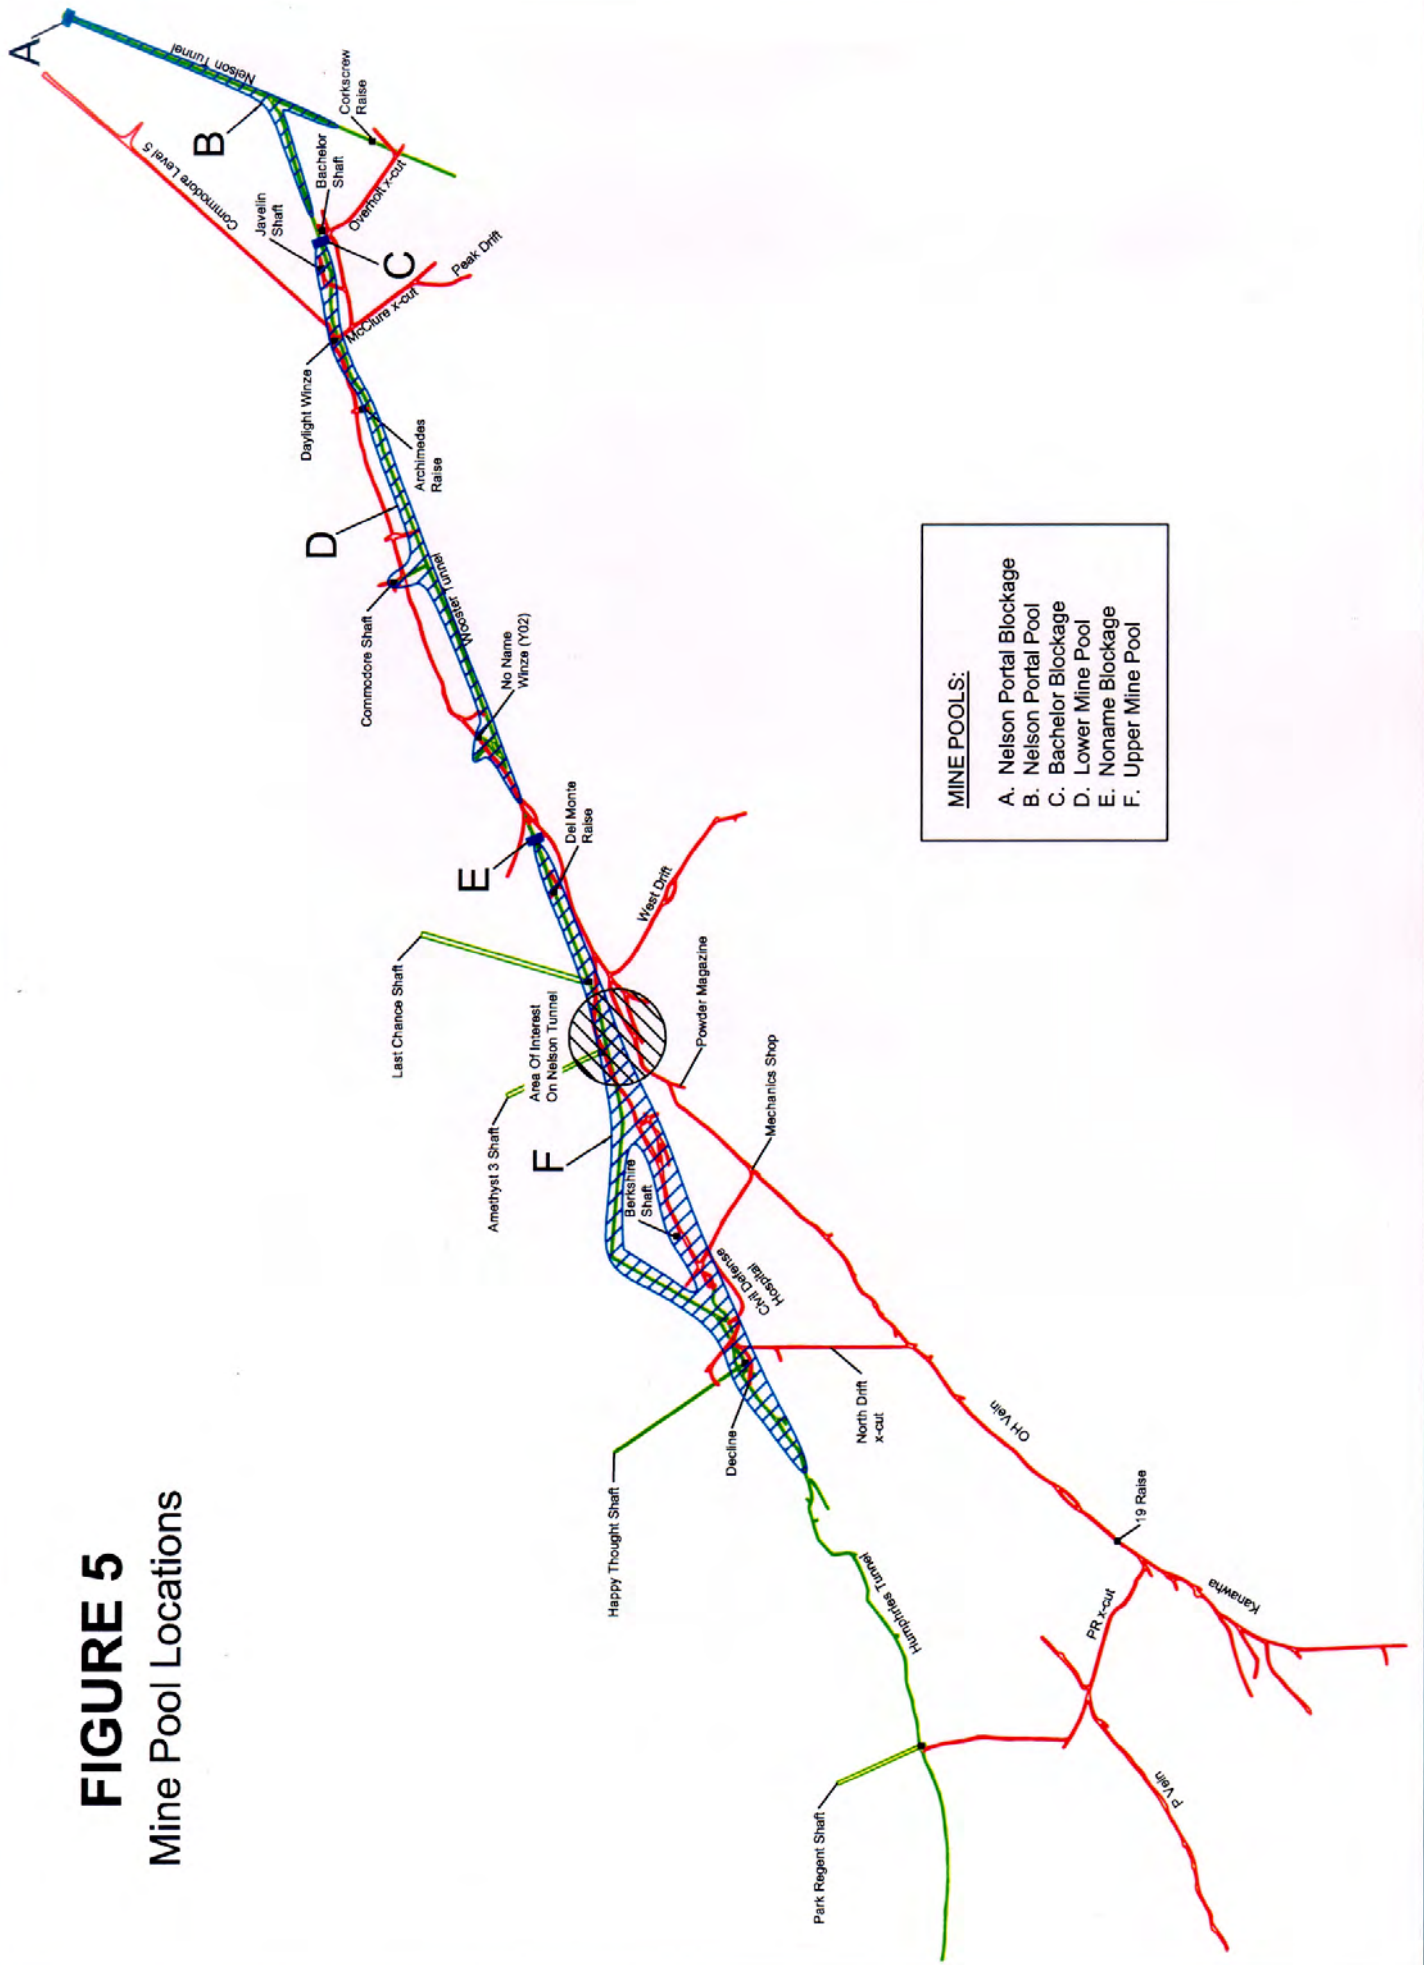 FIGURE 5
Mine Pool Locations
A
Nelson Tunnel
B
Commodore Level 5
Corkscrew
Raise
Bachelor
Shaft
Javelin
Shaft
Overholt x-cut
C
Peak Drift
McClure x-cut
Daylight Winze
Archimedes
Raise
D
Commodore Shaft
Wooster Tunnel
No Name
Winze (Y02)
E
Del Monte
Raise
West Drift
Last Chance Shaft
Area Of Interest
On Nelson Tunnel
Powder Magazine
Amethyst 3 Shaft
F
Mechanics Shop
Berkshire
Shaft
Civil Defense
Hospital
Happy Thought Shaft
Decline
North Drift
x-cut
OH Vein
19 Raise
Humphries Tunnel
PR x-cut
Kanawha
Park Regent Shaft
P Vein
MINE POOLS:
A. Nelson Portal Blockage
B. Nelson Portal Pool
C. Bachelor Blockage
D. Lower Mine Pool
E. Noname Blockage
F. Upper Mine Pool